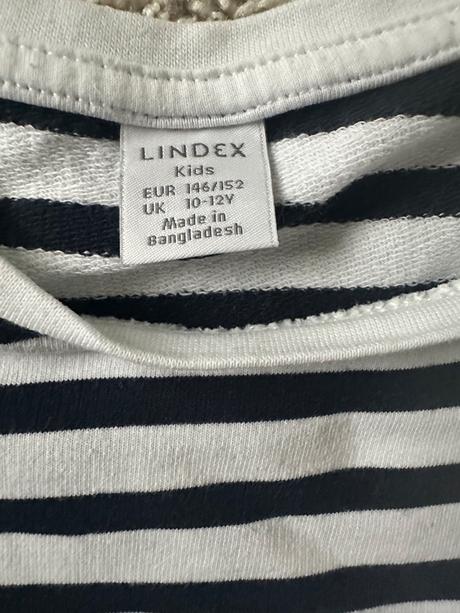 LINDEX
Kids
EUR 146/152
UK 10-12Y
Made in
Bangladesh